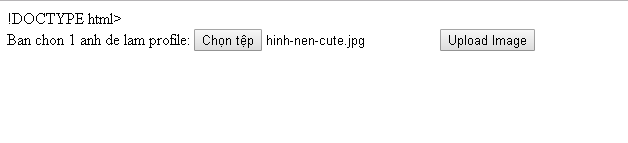 !DOCTYPE html>
Ban chon 1 anh de lam profile: Chọn tệp hinh-nen-cute.jpg Upload Image